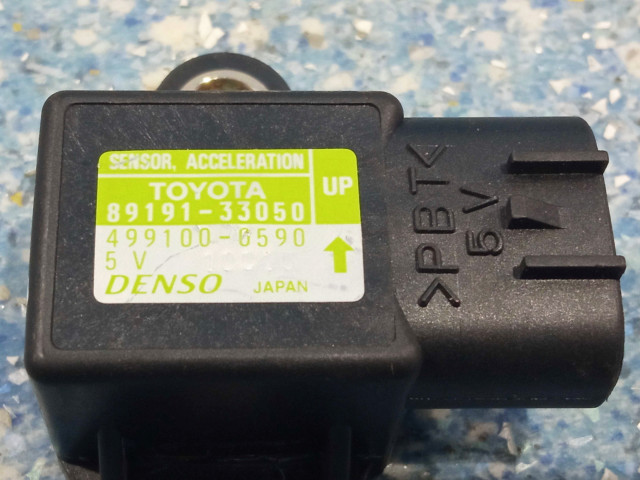 SENSOR, ACCELERATION
TOYOTA
89191-33050
UP
499100-6590
5 V
DENSO JAPAN
>PBT<
5V